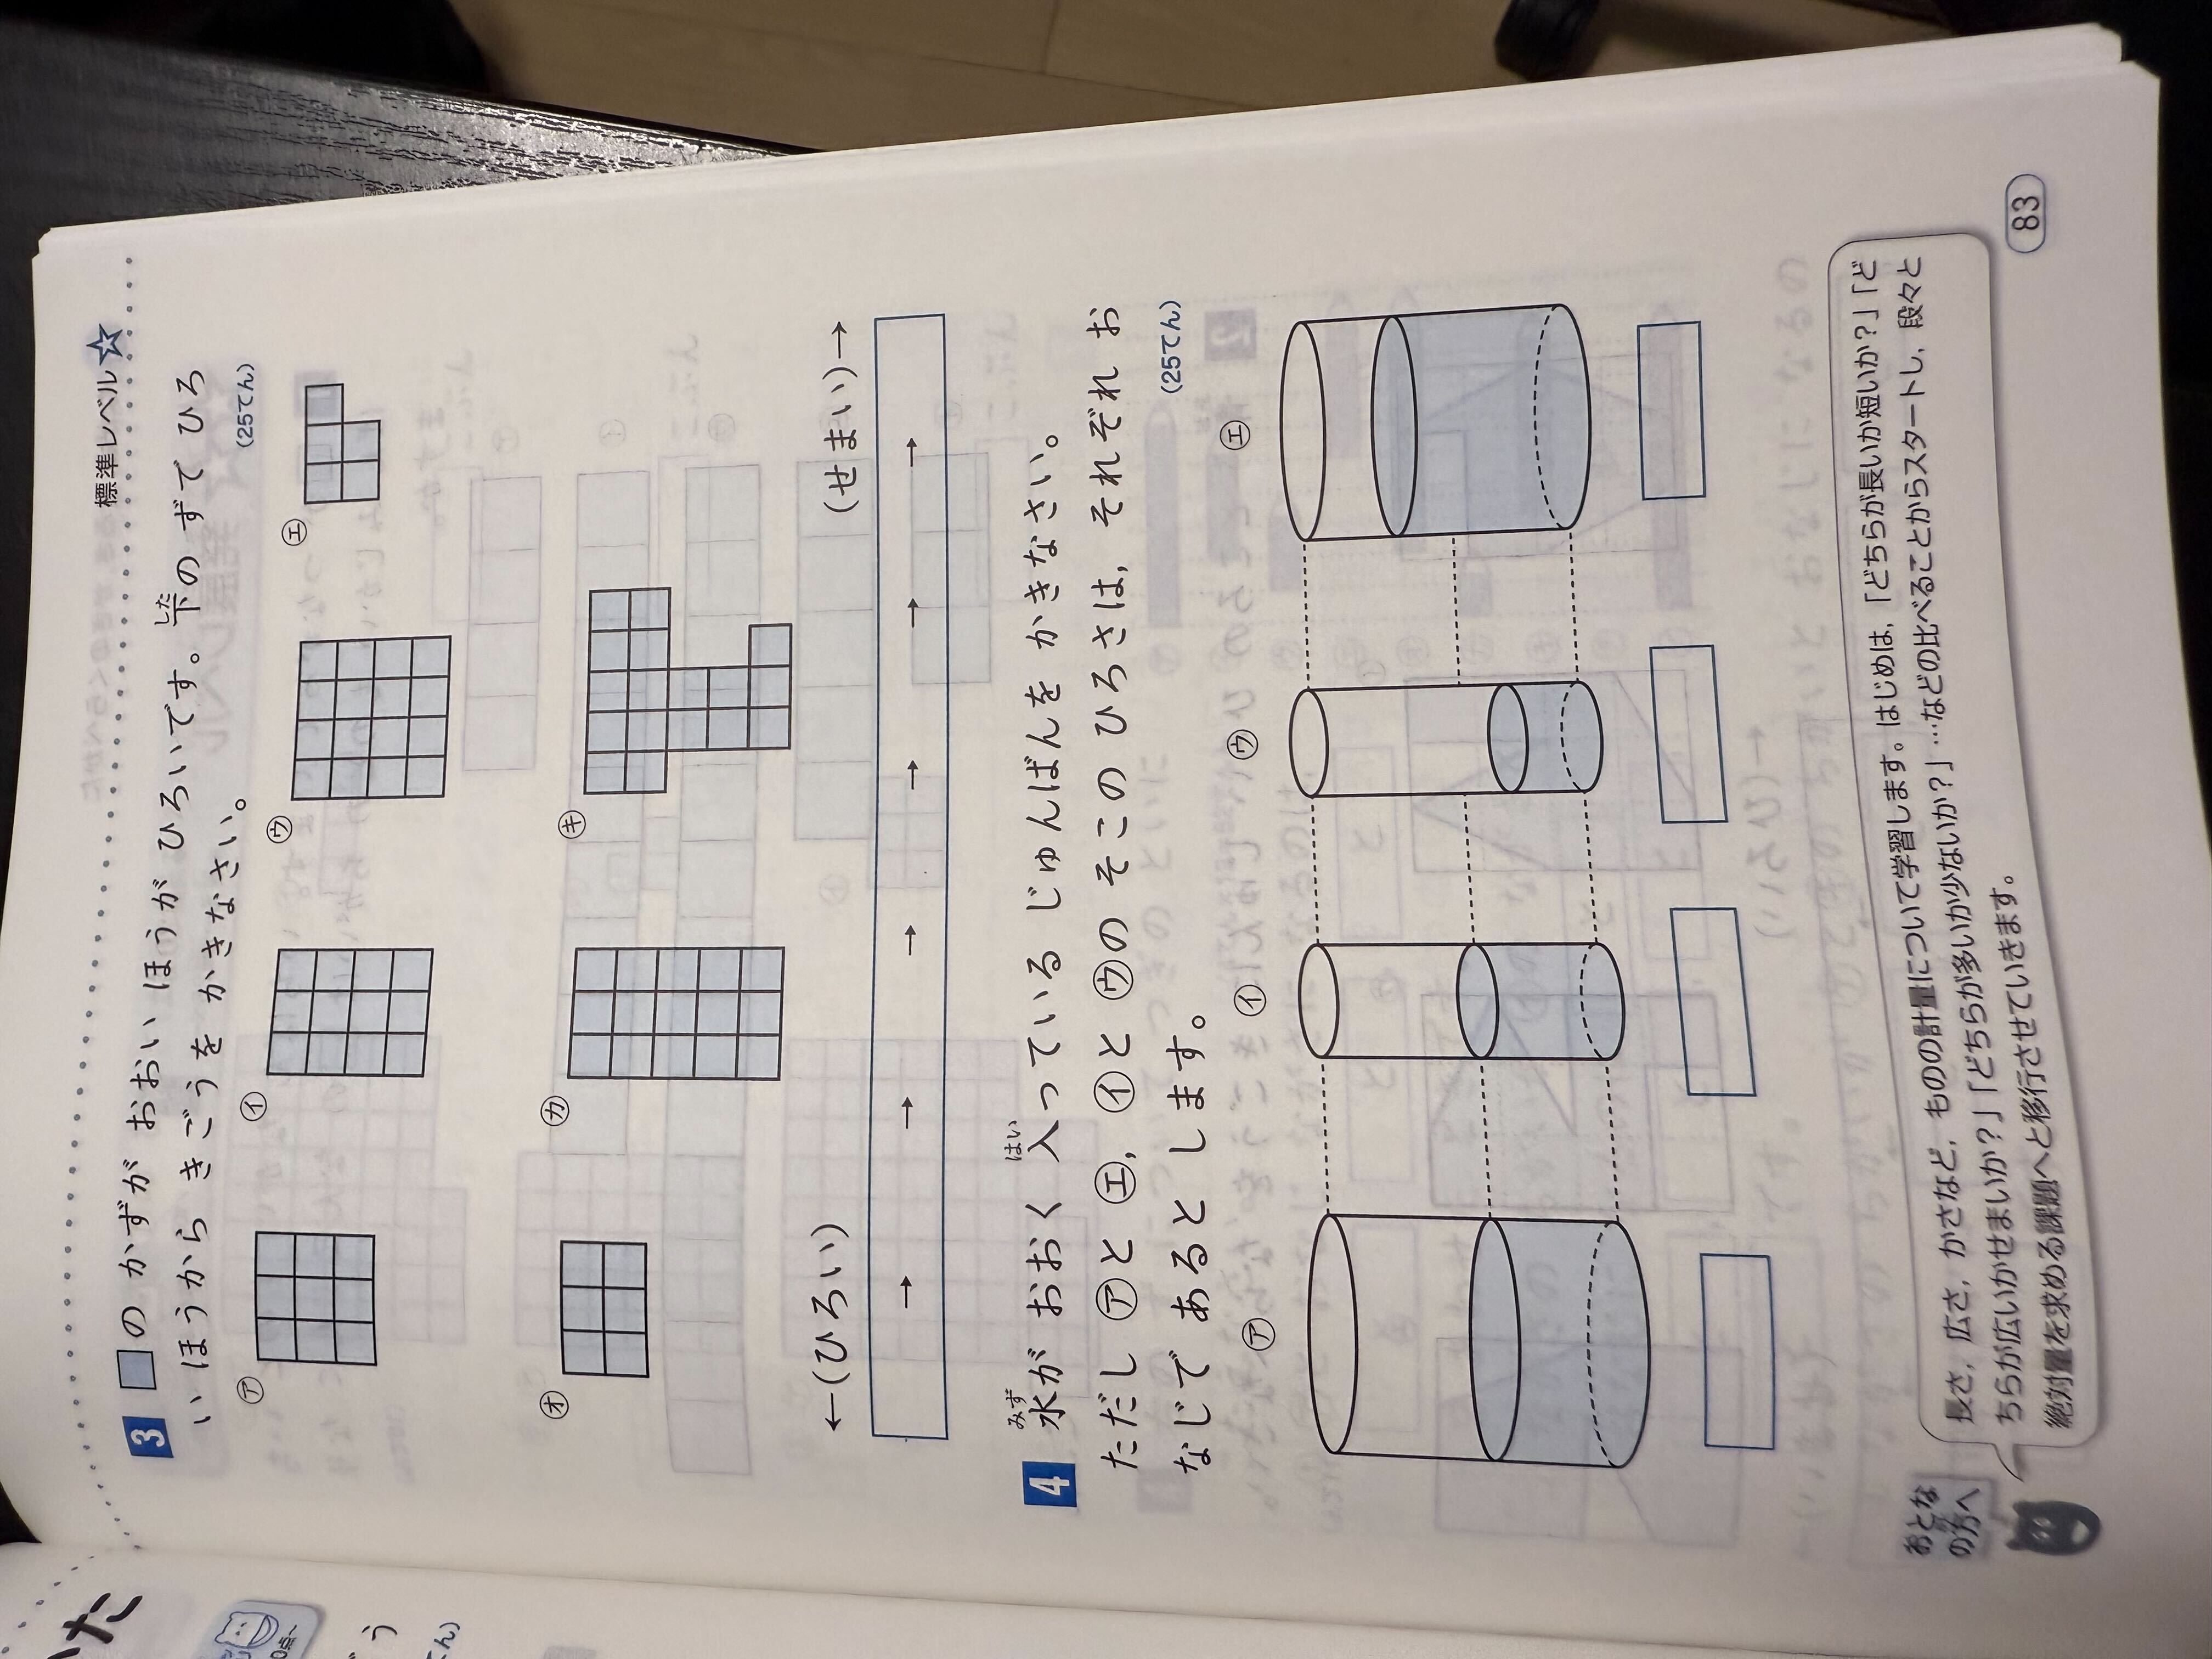 標準レベル☆
3 □の かずが おおい ほうが ひろいです。下のずで ひろ
した
いほうから きごうを かきなさい。
(25てん)
㋐ ㋑ ㋒ ㋓
㋔ ㋕ ㋖
←(ひろい) (せまい)→
→ → → → → →
みず はい
4 水が おおく 入っている じゅんばんを かきなさい。
ただし ㋐と ㋓, ㋑と ㋒の そこの ひろさは, それぞれ お
なじで あると します。
(25てん)
㋐ ㋑ ㋒ ㋓
おとな
の方へ
長さ, 広さ, かさなど, ものの計量について学習します。はじめは,「どちらが長いか短いか?」「ど
ちらが広いかせまいか?」「どちらが多いか少ないか?」…などの比べることからスタートし, 段々と
絶対量を求める課題へと移行させていきます。
83